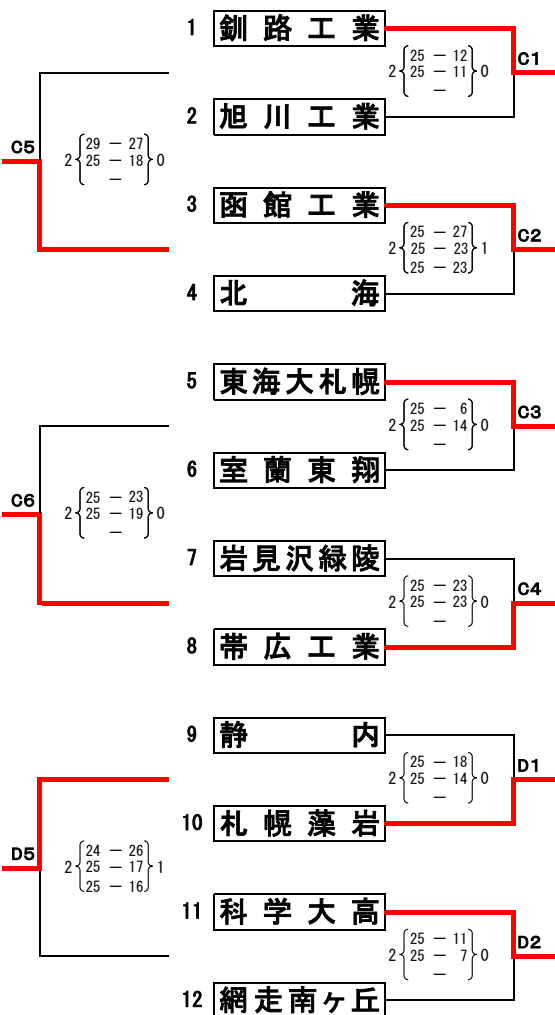 1 釧路工業
2 { 25 － 12 } 0
25 － 11
－
C1
2 旭川工業
C5
2 { 29 － 27 } 0
25 － 18
－
3 函館工業
2 { 25 － 27 } 1
25 － 23
25 － 23
C2
4 北海
5 東海大札幌
2 { 25 － 6 } 0
25 － 14
－
C3
6 室蘭東翔
C6
2 { 25 － 23 } 0
25 － 19
－
7 岩見沢緑陵
2 { 25 － 23 } 0
25 － 23
－
C4
8 帯広工業
9 静内
2 { 25 － 18 } 0
25 － 14
－
D1
10 札幌藻岩
D5
2 { 24 － 26 } 1
25 － 17
25 － 16
11 科学大高
2 { 25 － 11 } 0
25 － 7
－
D2
12 網走南ヶ丘